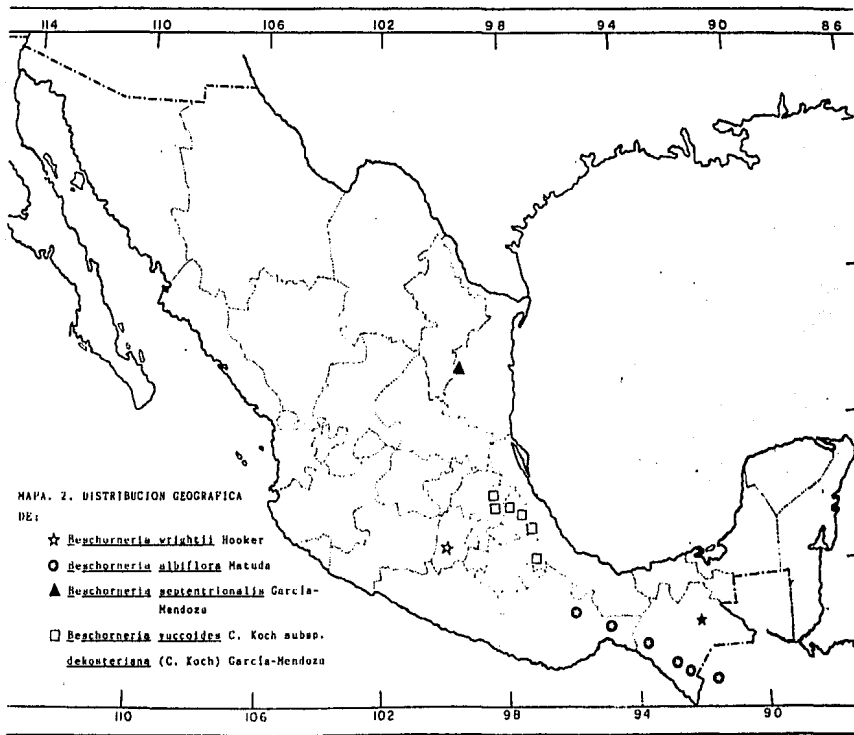 114 110 106 102 98 94 90 86
MAPA. 2. DISTRIBUCION GEOGRAFICA
DE:
Beschorneria wrightii Hooker
Beschorneria albiflora Matuda
Beschorneria septentrionalis García-
Mendoza
Beschorneria yuccoides C. Koch subsp.
dekosteriana (C. Koch) García-Mendoza
110 106 102 98 94 90